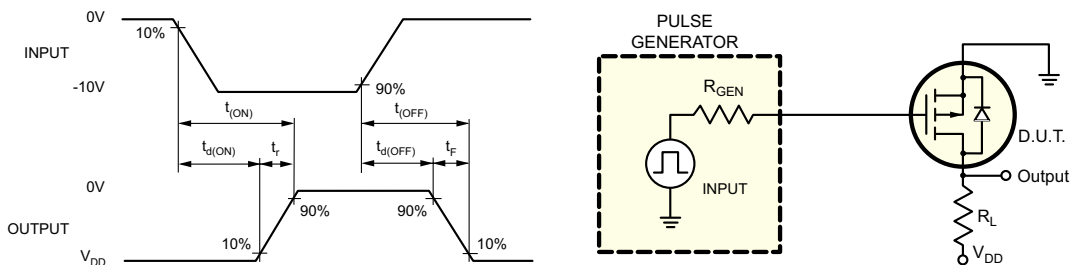 0V
10%
INPUT
-10V
90%
t(ON)
t(OFF)
td(ON)
tr
td(OFF)
tF
0V
90%
90%
OUTPUT
10%
10%
VDD
PULSE
GENERATOR
RGEN
INPUT
D.U.T.
Output
RL
VDD